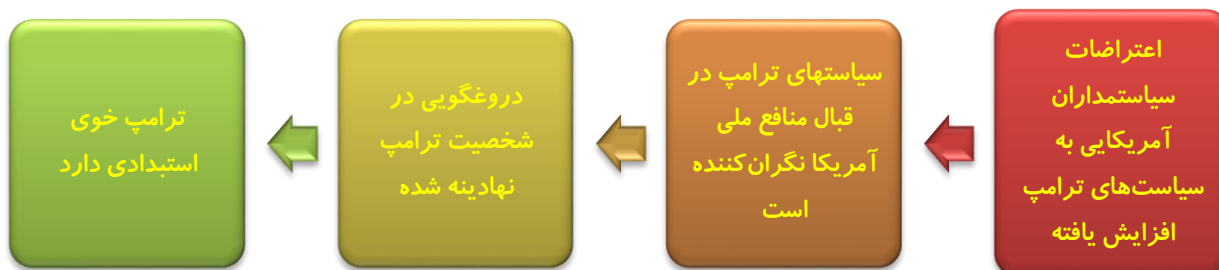 اعتراضات
سیاستمداران
آمریکایی به
سیاست‌های ترامپ
افزایش یافته
سیاستهای ترامپ در
قبال منافع ملی
آمریکا نگران‌کننده
است
دروغگویی در
شخصیت ترامپ
نهادینه شده
ترامپ خوی
استبدادی دارد